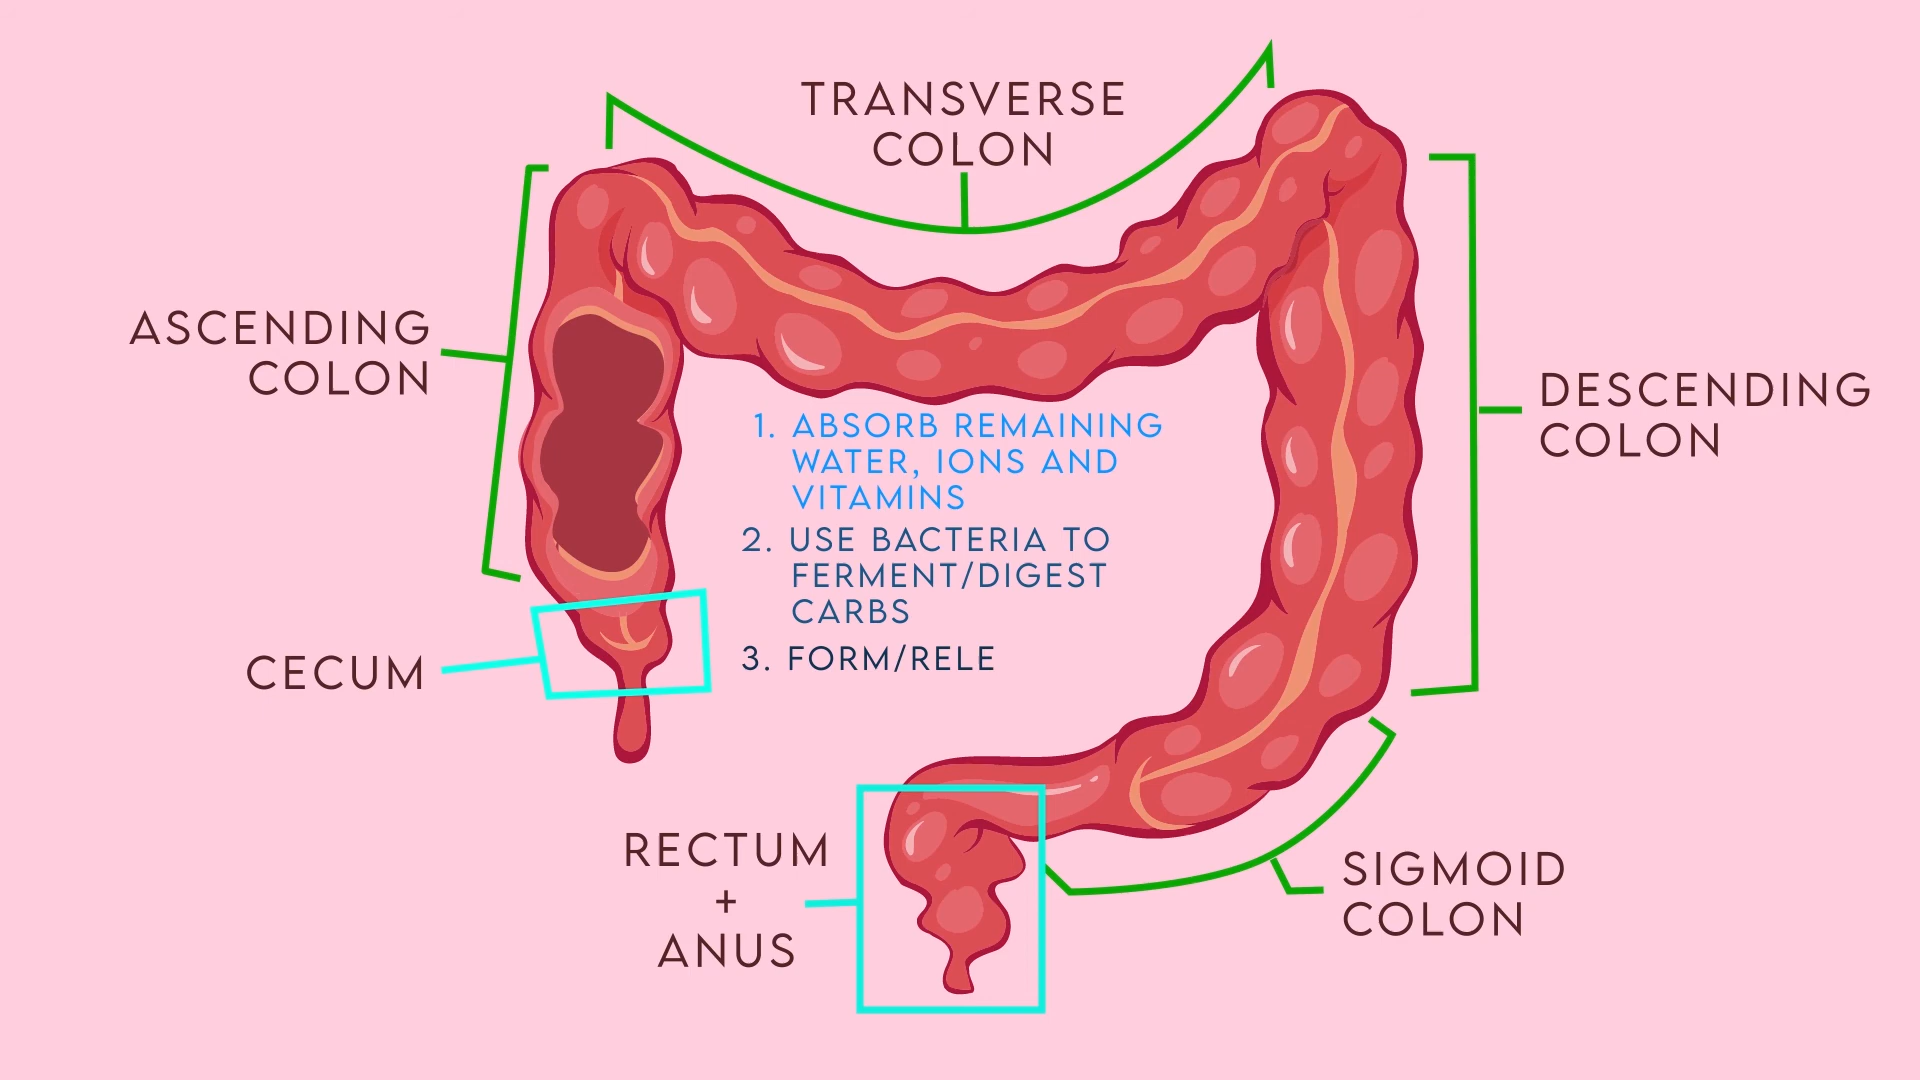 TRANSVERSE
COLON
ASCENDING
COLON
DESCENDING
COLON
1. ABSORB REMAINING
WATER, IONS AND
VITAMINS
2. USE BACTERIA TO
FERMENT/DIGEST
CARBS
3. FORM/RELE
CECUM
RECTUM
+
ANUS
SIGMOID
COLON